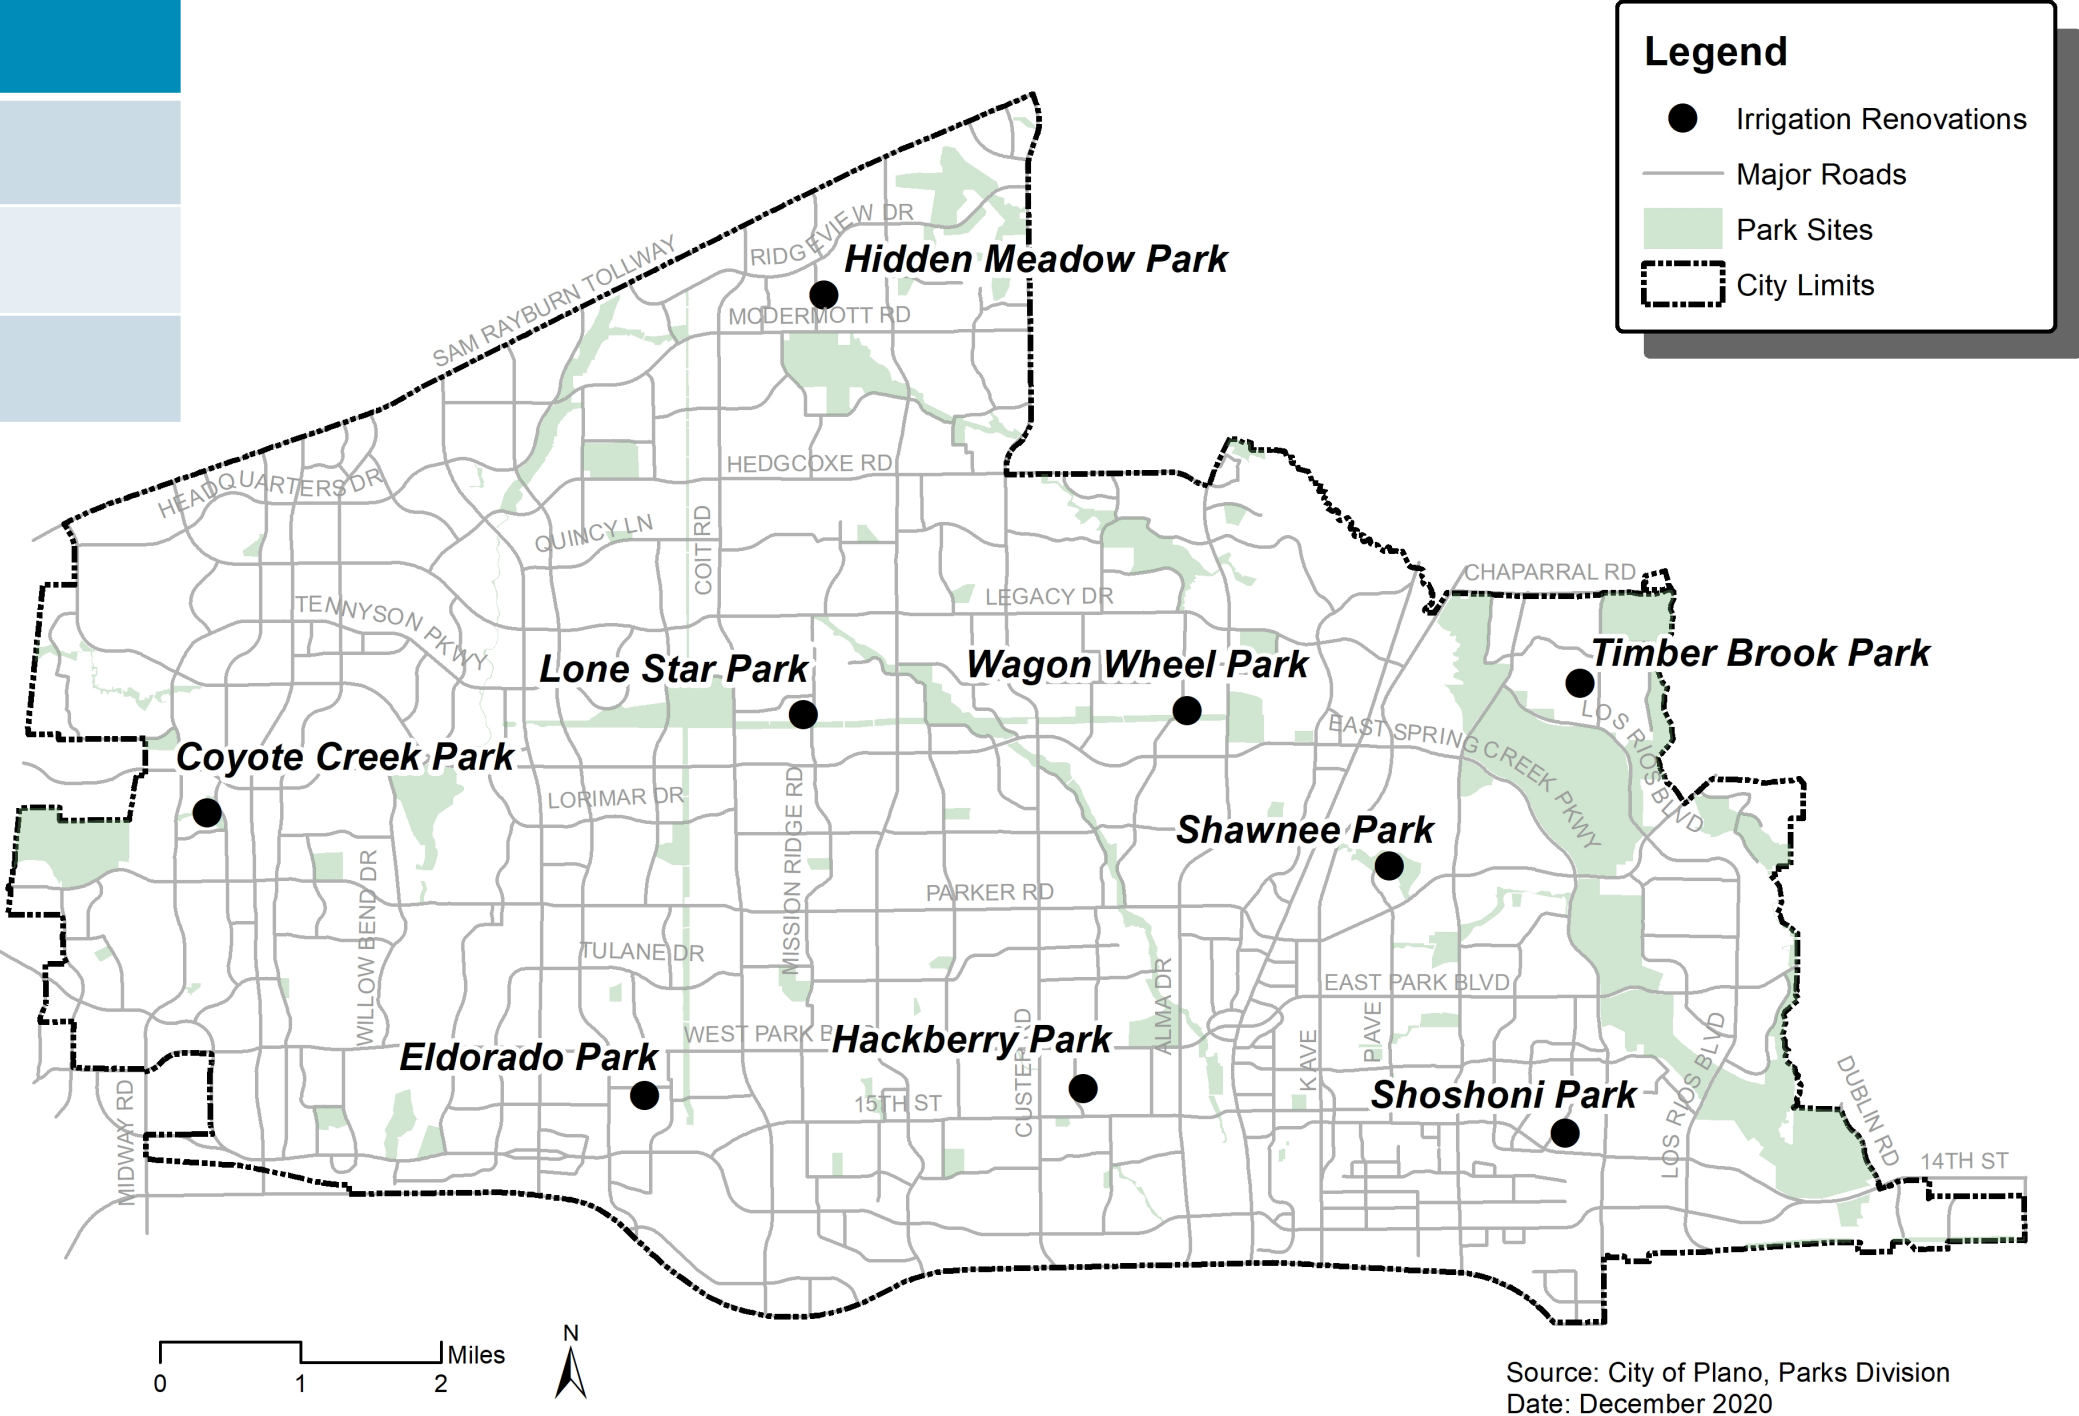 Legend
Irrigation Renovations
Major Roads
Park Sites
City Limits
RIDGEVIEW DR
SAM RAYBURN TOLLWAY
Hidden Meadow Park
MCDERMOTT RD
HEDGCOXE RD
HEADQUARTERS DR
QUINCY LN
COIT RD
CHAPARRAL RD
LEGACY DR
TENNYSON PKWY
Timber Brook Park
Lone Star Park
Wagon Wheel Park
LOS RIOS BLVD
EAST SPRING CREEK PKWY
Coyote Creek Park
LORIMAR DR
MISSION RIDGE RD
Shawnee Park
WILLOW BEND DR
PARKER RD
TULANE DR
ALMA DR
EAST PARK BLVD
WEST PARK B
Hackberry Park
CUSTER RD
P AVE
K AVE
Eldorado Park
LOS RIOS BLVD
DUBLIN RD
MIDWAY RD
15TH ST
Shoshoni Park
14TH ST
N
Miles
0 1 2
Source: City of Plano, Parks Division
Date: December 2020